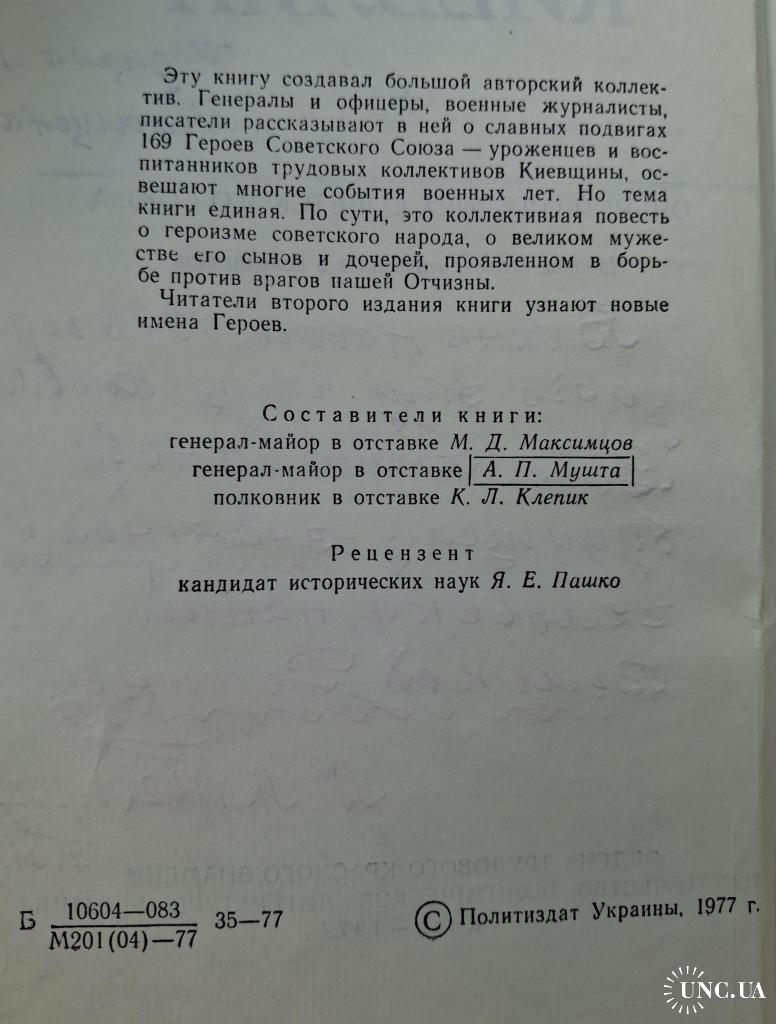 Эту книгу создавал большой авторский коллек-
тив. Генералы и офицеры, военные журналисты,
писатели рассказывают в ней о славных подвигах
169 Героев Советского Союза — уроженцев и вос-
питанников трудовых коллективов Киевщины, ос-
вещают многие события военных лет. Но тема
книги единая. По сути, это коллективная повесть
о героизме советского народа, о великом муже-
стве его сынов и дочерей, проявленном в борь-
бе против врагов нашей Отчизны.
Читатели второго издания книги узнают новые
имена Героев.
Составители книги:
генерал-майор в отставке М. Д. Максимцов
генерал-майор в отставке А. П. Мушта
полковник в отставке К. Л. Клепик
Рецензент
кандидат исторических наук Я. Е. Пашко
Б 10604—083 35—77
М201(04)—77
© Политиздат Украины, 1977 г.
UNC.UA